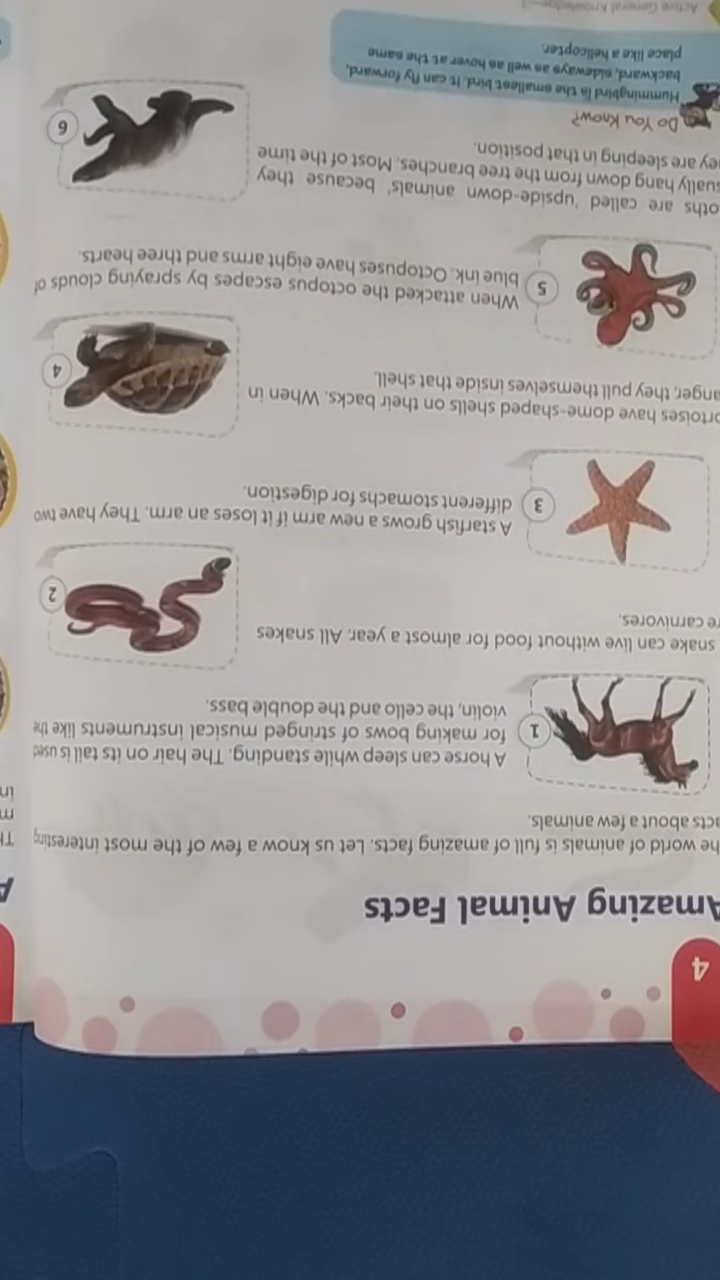 4
Amazing Animal Facts
he world of animals is full of amazing facts. Let us know a few of the most interesting
acts about a few animals.
1
A horse can sleep while standing. The hair on its tail is used
for making bows of stringed musical instruments like the
violin, the cello and the double bass.
snake can live without food for almost a year. All snakes
re carnivores.
2
3
A starfish grows a new arm if it loses an arm. They have two
different stomachs for digestion.
ortoises have dome-shaped shells on their backs. When in
anger, they pull themselves inside that shell.
4
5
When attacked the octopus escapes by spraying clouds of
blue ink. Octopuses have eight arms and three hearts.
oths are called 'upside-down animals' because they
sually hang down from the tree branches. Most of the time
hey are sleeping in that position.
6
Do You Know?
Hummingbird is the smallest bird. It can fly forward,
backward, sideways as well as hover at the same
place like a helicopter.
Active General Knowledge
A
Th
m
in